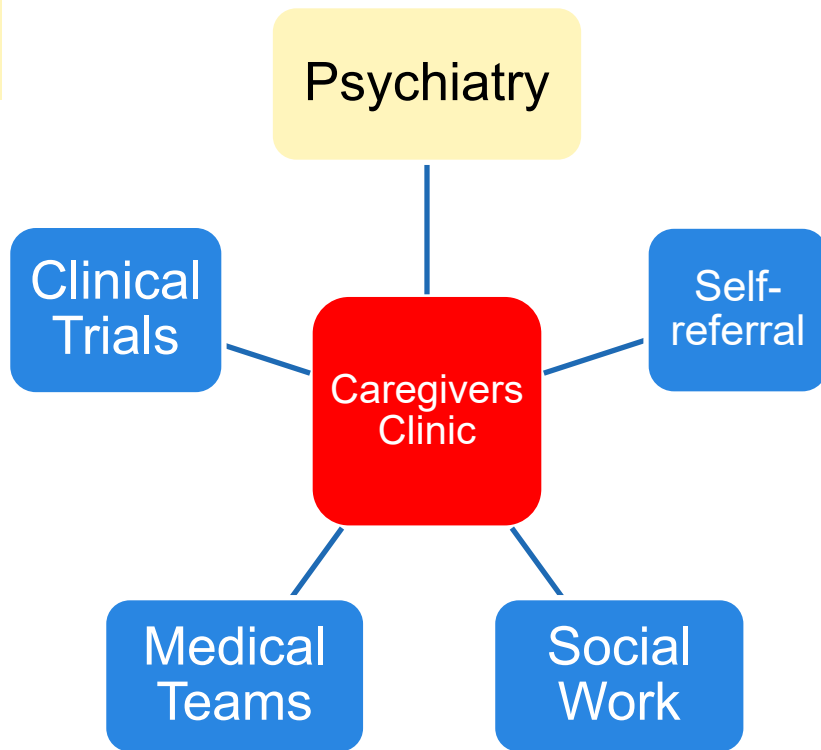 Psychiatry
Clinical
Trials
Self-
referral
Caregivers
Clinic
Medical
Teams
Social
Work